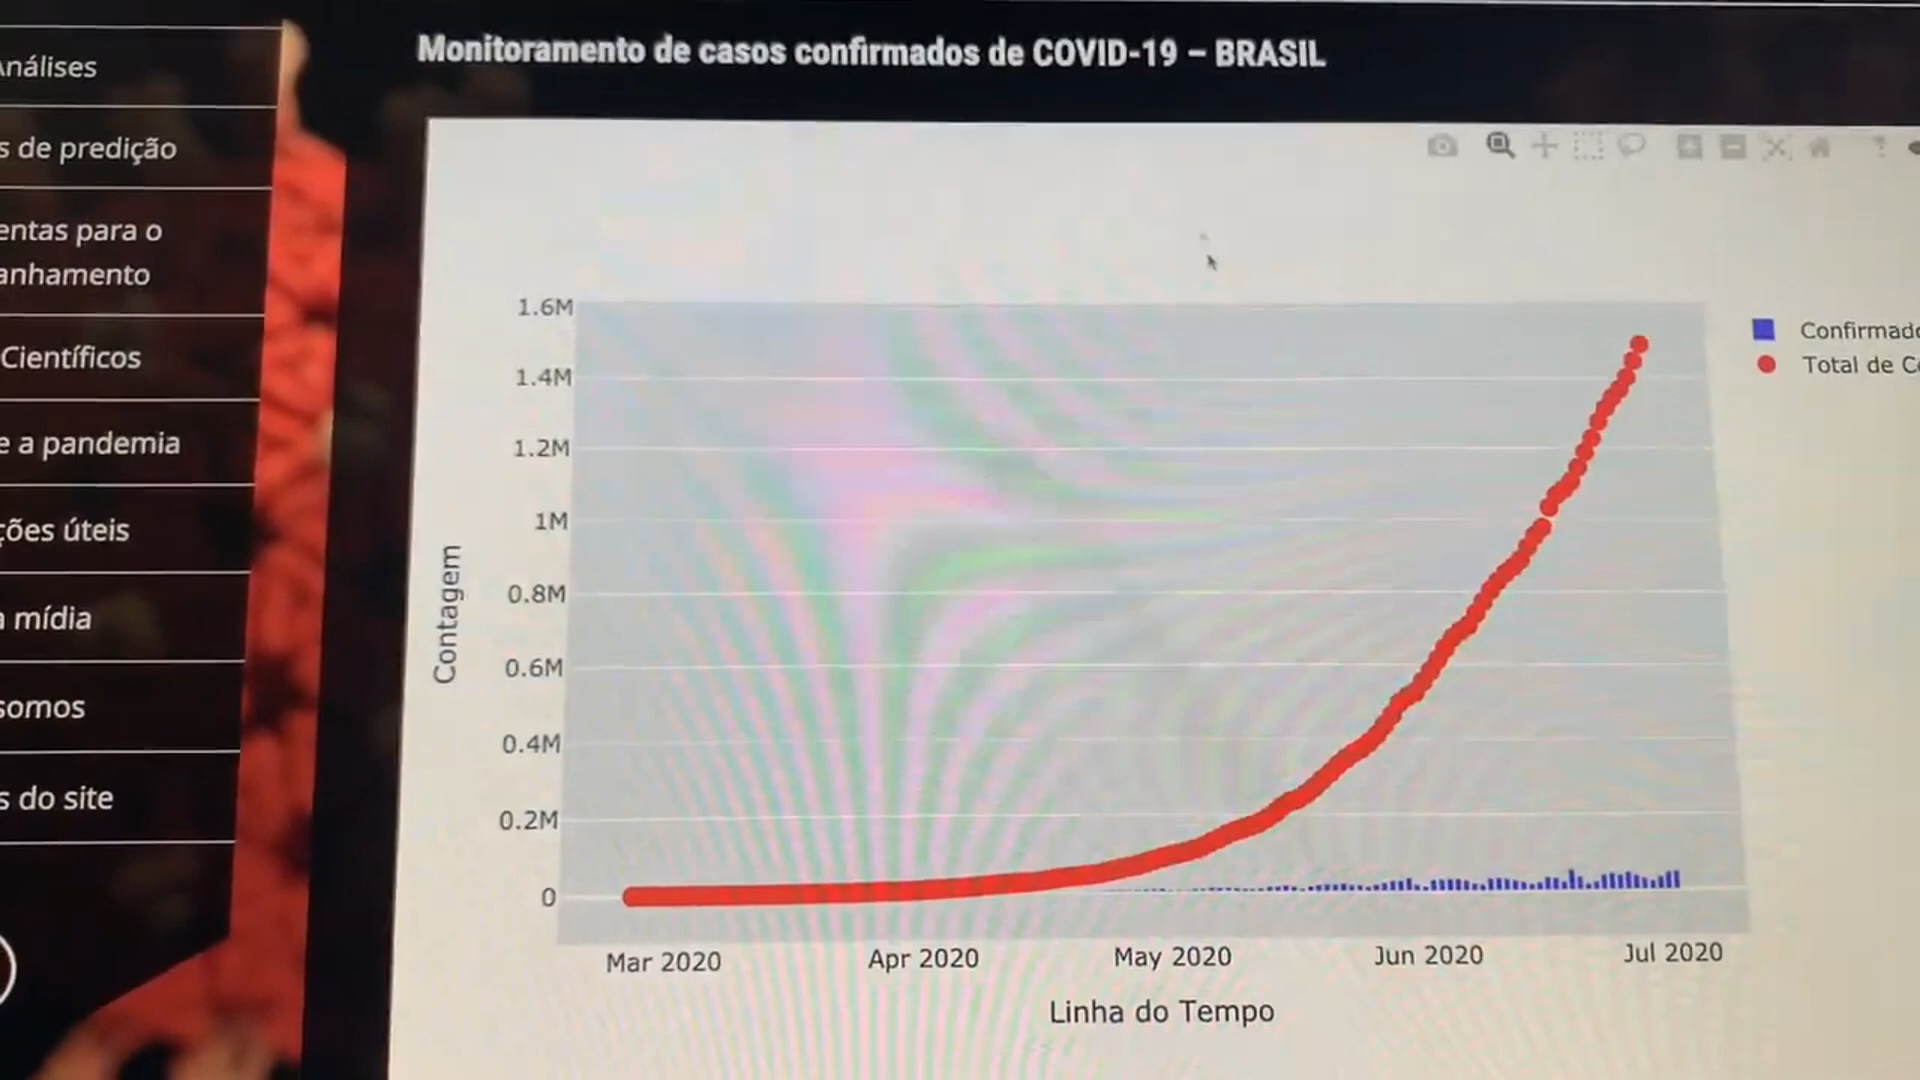 Monitoramento de casos confirmados de COVID-19 – BRASIL
s de predição
entas para o
anhamento
Científicos
e a pandemia
ções úteis
a mídia
somos
s do site
1.6M
1.4M
1.2M
1M
0.8M
0.6M
0.4M
0.2M
0
Contagem
Mar 2020
Apr 2020
May 2020
Jun 2020
Jul 2020
Linha do Tempo
Confirmado
Total de